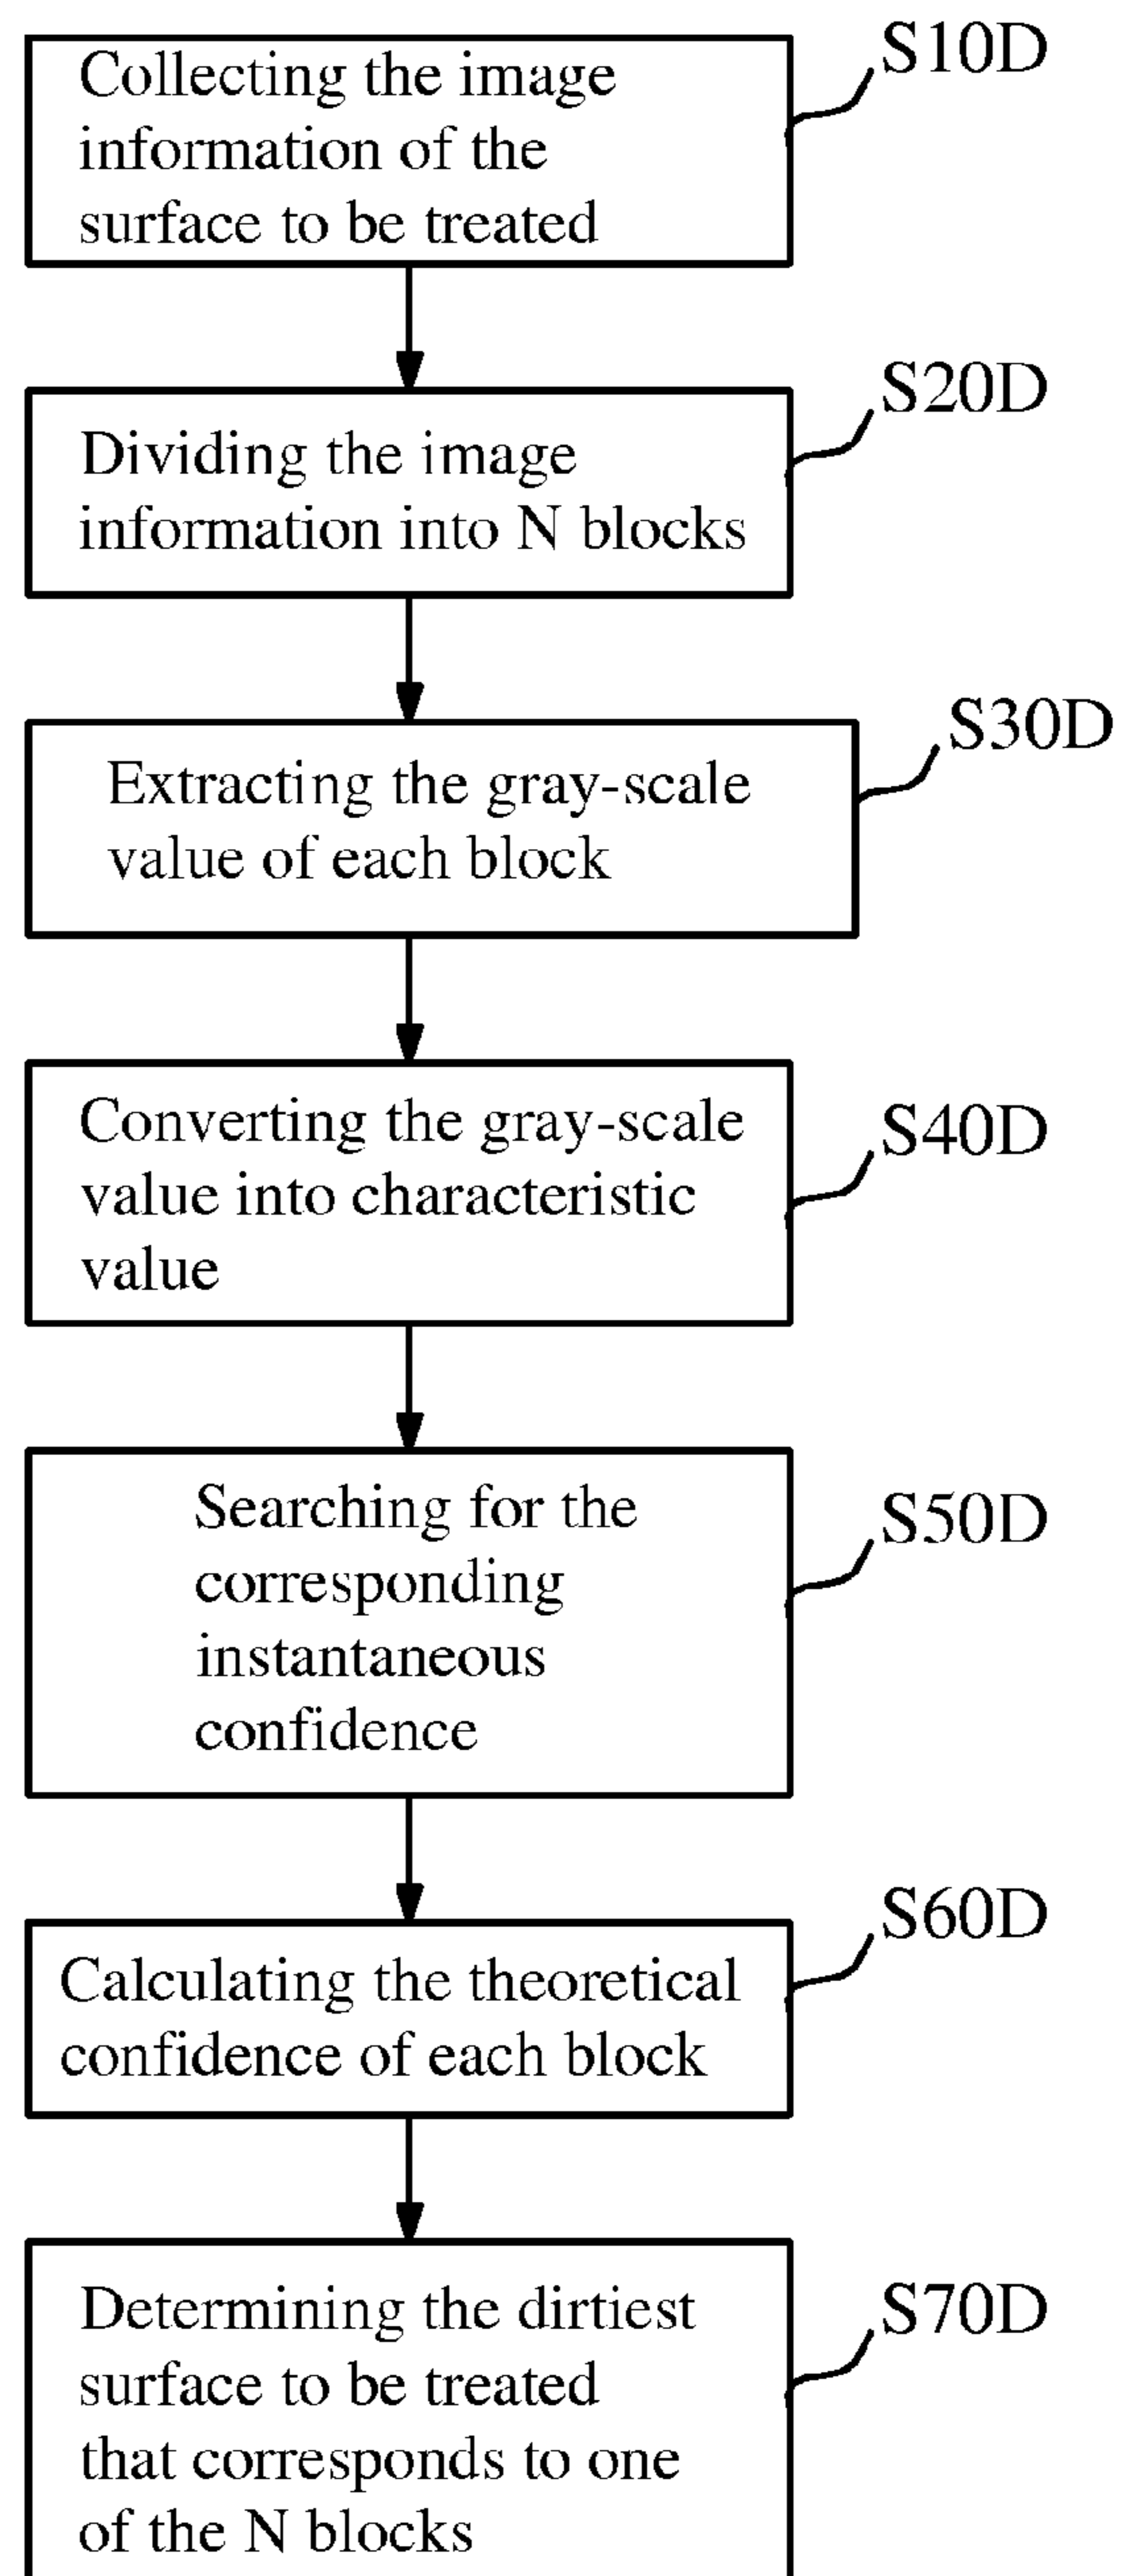 S10D
Collecting the image
information of the
surface to be treated
S20D
Dividing the image
information into N blocks
S30D
Extracting the gray-scale
value of each block
S40D
Converting the gray-scale
value into characteristic
value
S50D
Searching for the
corresponding
instantaneous
confidence
S60D
Calculating the theoretical
confidence of each block
S70D
Determining the dirtiest
surface to be treated
that corresponds to one
of the N blocks